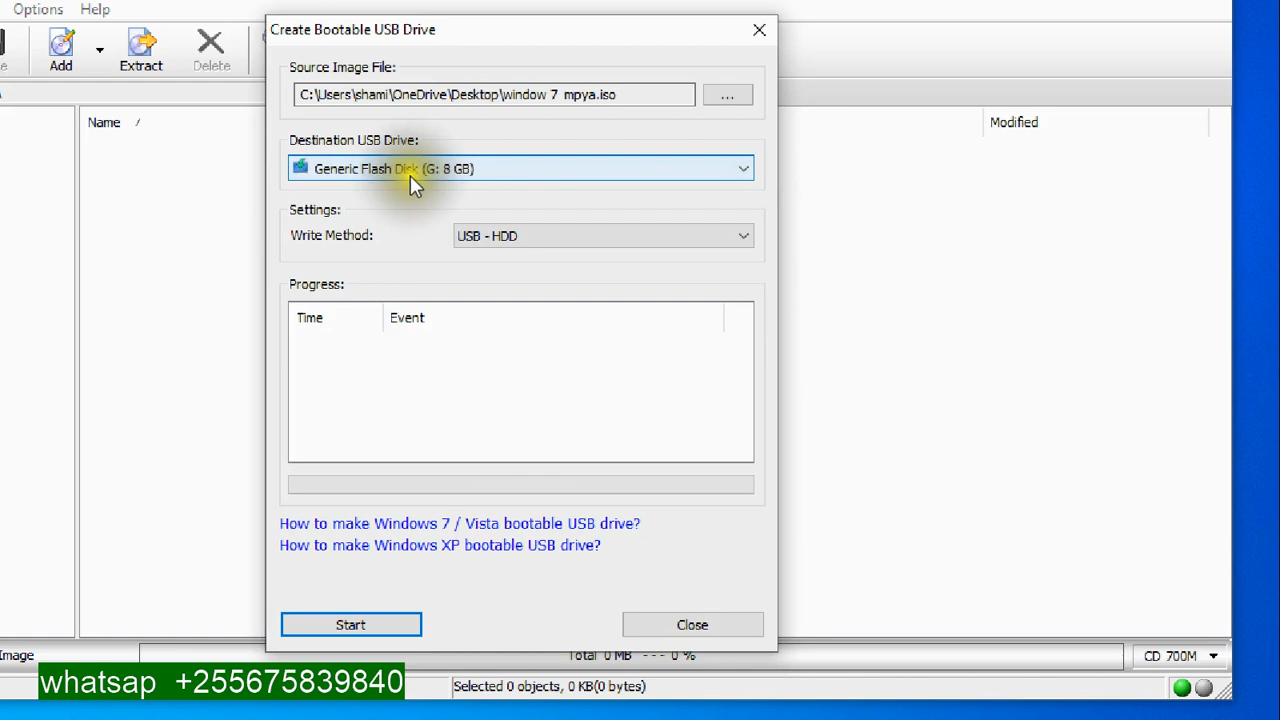 Options Help
Create Bootable USB Drive
Add Extract Delete
Source Image File:
C:\Users\shami\OneDrive\Desktop\window 7 mpya.iso ...
Name / Modified
Destination USB Drive:
Generic Flash Disk (G: 8 GB)
Settings:
Write Method: USB - HDD
Progress:
Time Event
How to make Windows 7 / Vista bootable USB drive?
How to make Windows XP bootable USB drive?
Start Close
Image Total 0 MB - - - 0 % CD 700M
whatsap +255675839840 Selected 0 objects, 0 KB(0 bytes)